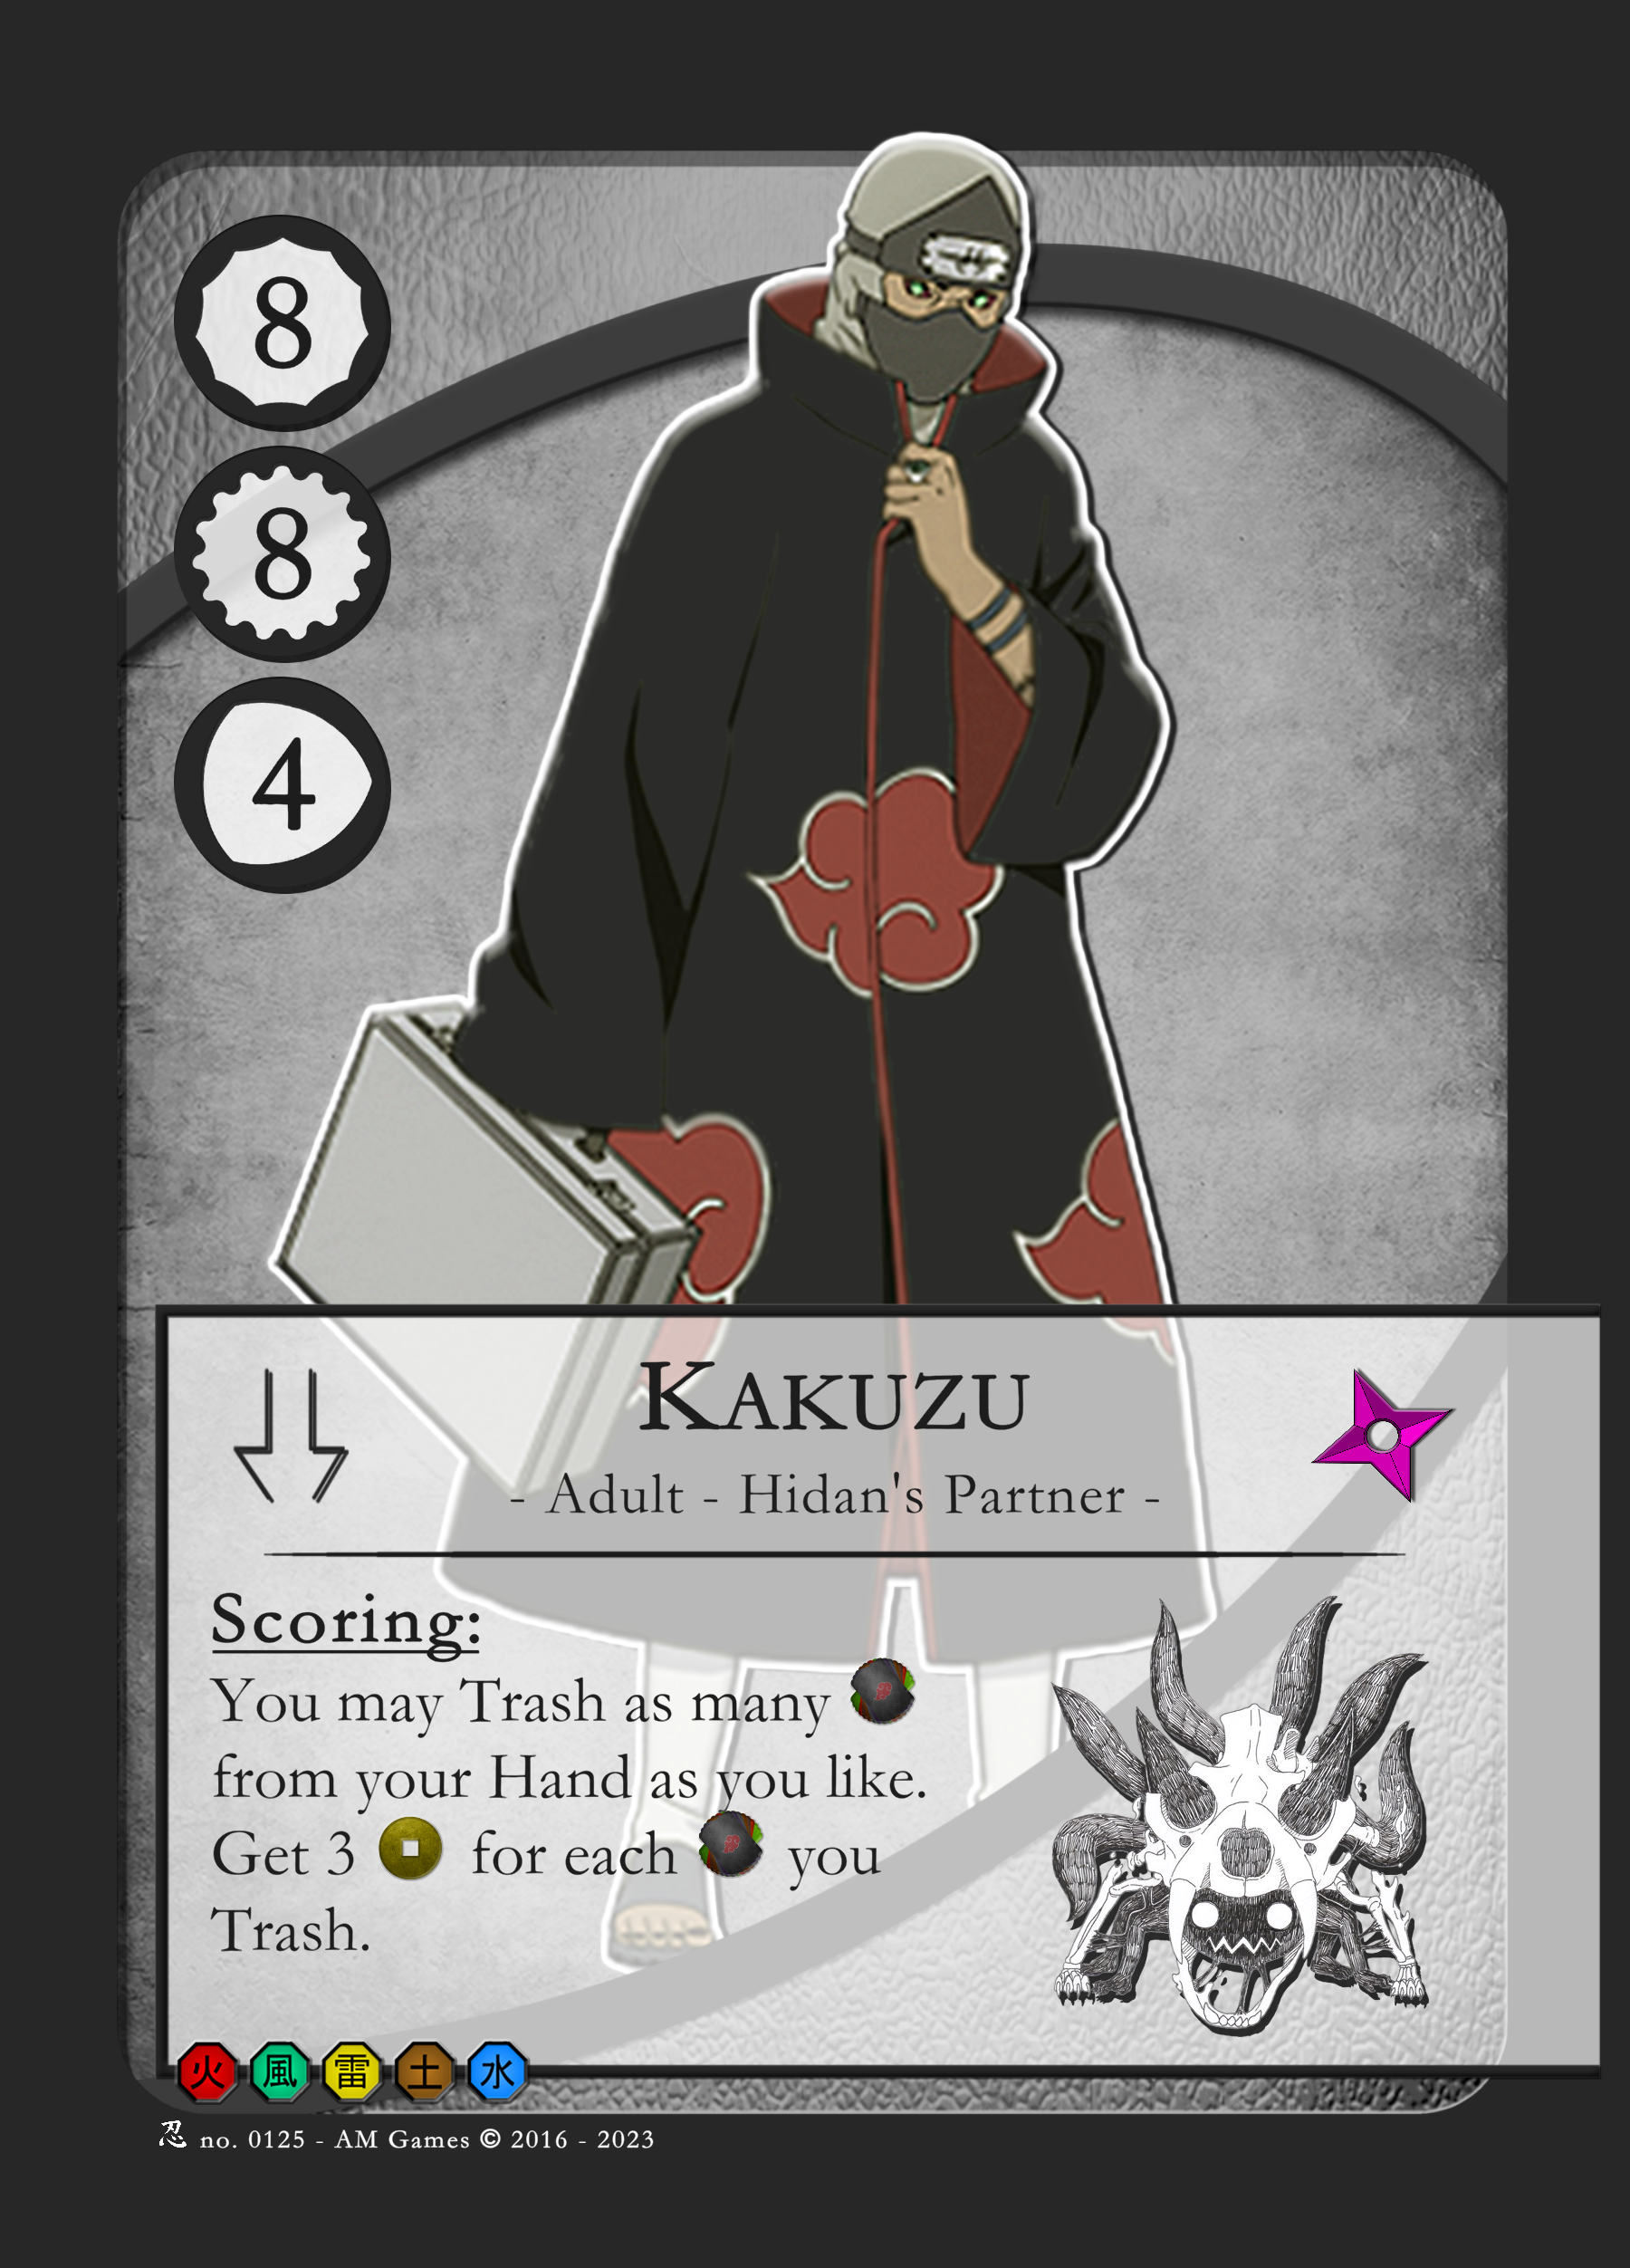 8
8
4
Kakuzu
- Adult - Hidan's Partner -
Scoring:
You may Trash as many
from your Hand as you like.
Get 3 for each you
Trash.
火 風 雷 土 水
忍 no. 0125 - AM Games © 2016 - 2023